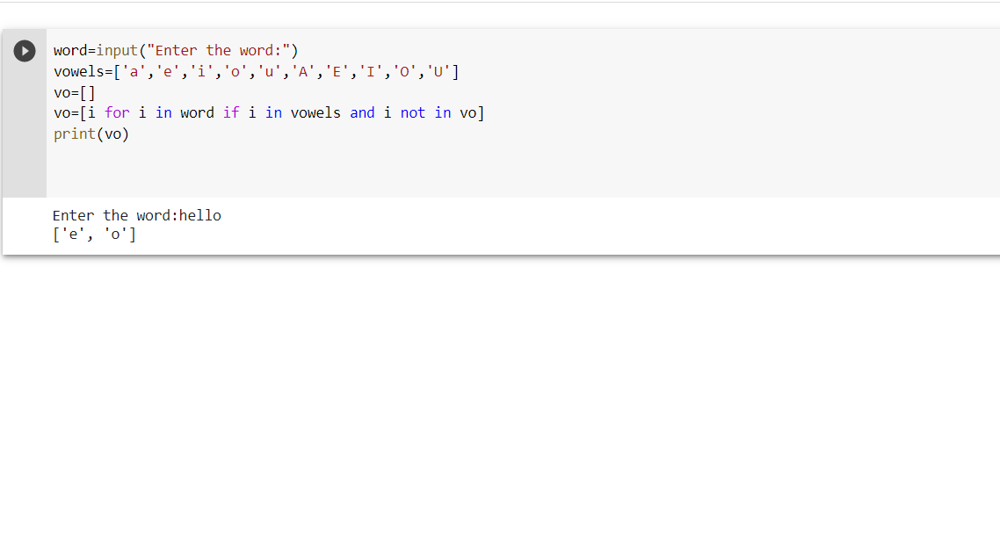 word=input("Enter the word:")
vowels=['a','e','i','o','u','A','E','I','O','U']
vo=[]
vo=[i for i in word if i in vowels and i not in vo]
print(vo)
Enter the word:hello
['e', 'o']